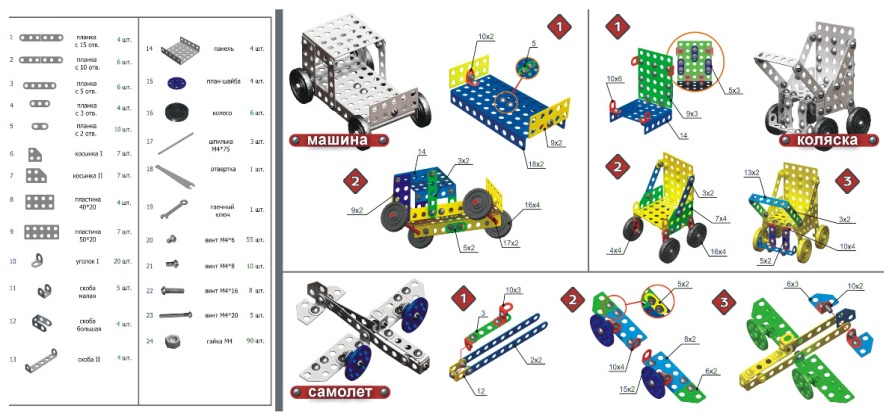 1 планка с 15 отв. 4 шт.
2 планка с 10 отв. 6 шт.
3 планка с 5 отв. 6 шт.
4 планка с 3 отв. 4 шт.
5 планка с 2 отв. 10 шт.
6 косынка I 7 шт.
7 косынка II 7 шт.
8 пластина 40*20 4 шт.
9 пластина 50*20 7 шт.
10 уголок I 20 шт.
11 скоба малая 5 шт.
12 скоба большая 4 шт.
13 скоба II 4 шт.
14 панель 4 шт.
15 план-шайба 4 шт.
16 колесо 6 шт.
17 шпилька М4*75 3 шт.
18 отвертка 1 шт.
19 гаечный ключ 1 шт.
20 винт М4*6 55 шт.
21 винт М4*8 10 шт.
22 винт М4*16 8 шт.
23 винт М4*20 5 шт.
24 гайка М4 90 шт.
машина
1
10x2
5
9x2
18x2
2
14
3x2
9x2
16x4
17x2
5x2
1
10x6
5x3
9x3
14
коляска
2
3x2
7x4
4x4
16x4
3
13x2
3x2
10x4
5x2
самолет
1
10x3
3
2x2
12
2
5x2
8x2
10x4
15x2
6x2
3
6x3
10x2